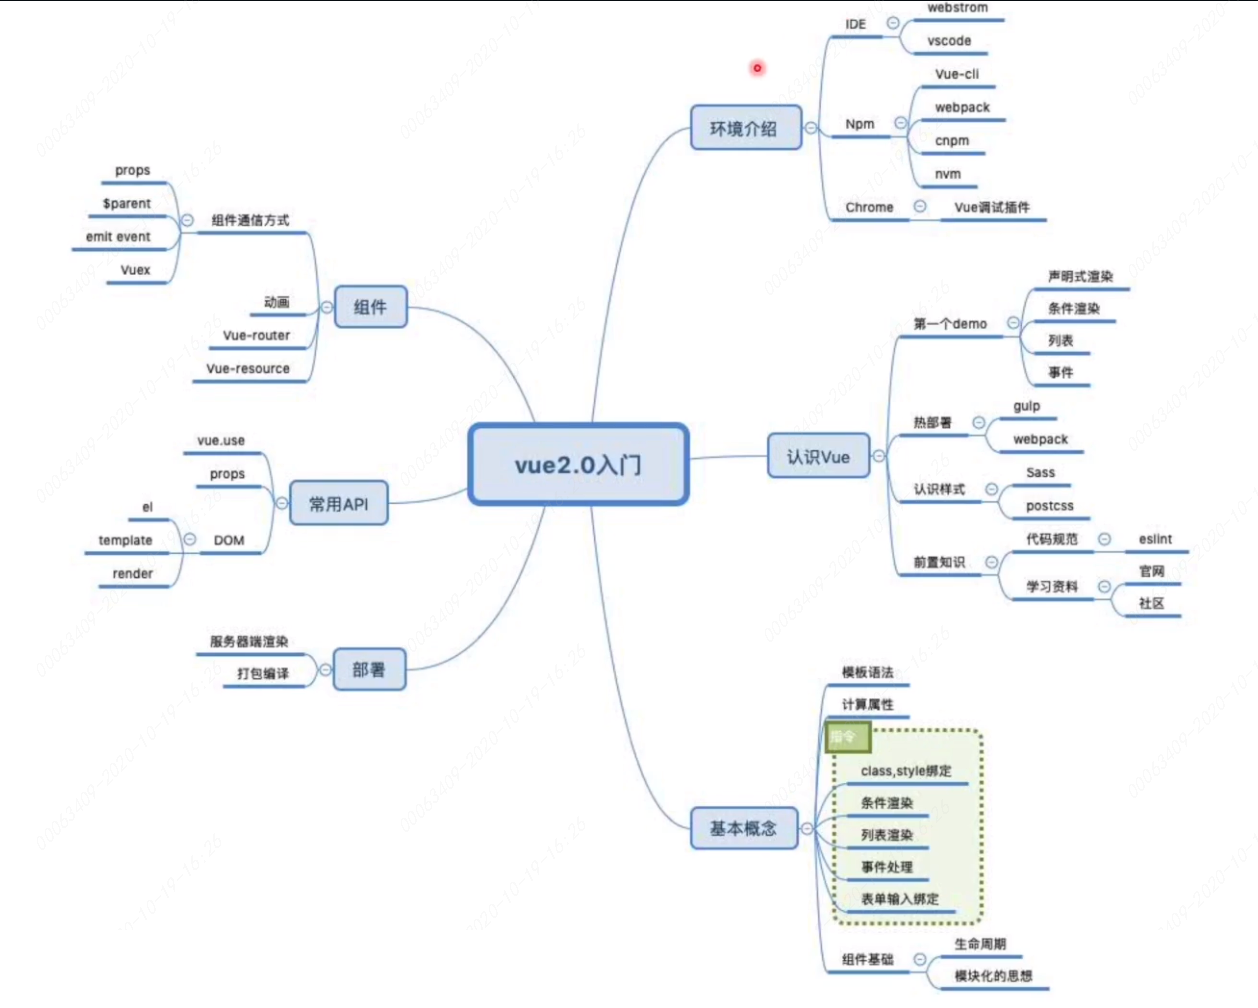 vue2.0入门
环境介绍
IDE
webstrom
vscode
Npm
Vue-cli
webpack
cnpm
nvm
Chrome
Vue调试插件
认识Vue
第一个demo
声明式渲染
条件渲染
列表
事件
热部署
gulp
webpack
认识样式
Sass
postcss
前置知识
代码规范
eslint
学习资料
官网
社区
基本概念
模板语法
计算属性
指令
class,style绑定
条件渲染
列表渲染
事件处理
表单输入绑定
组件基础
生命周期
模块化的思想
组件
组件通信方式
props
$parent
emit event
Vuex
动画
Vue-router
Vue-resource
常用API
vue.use
props
DOM
el
template
render
部署
服务器端渲染
打包编译